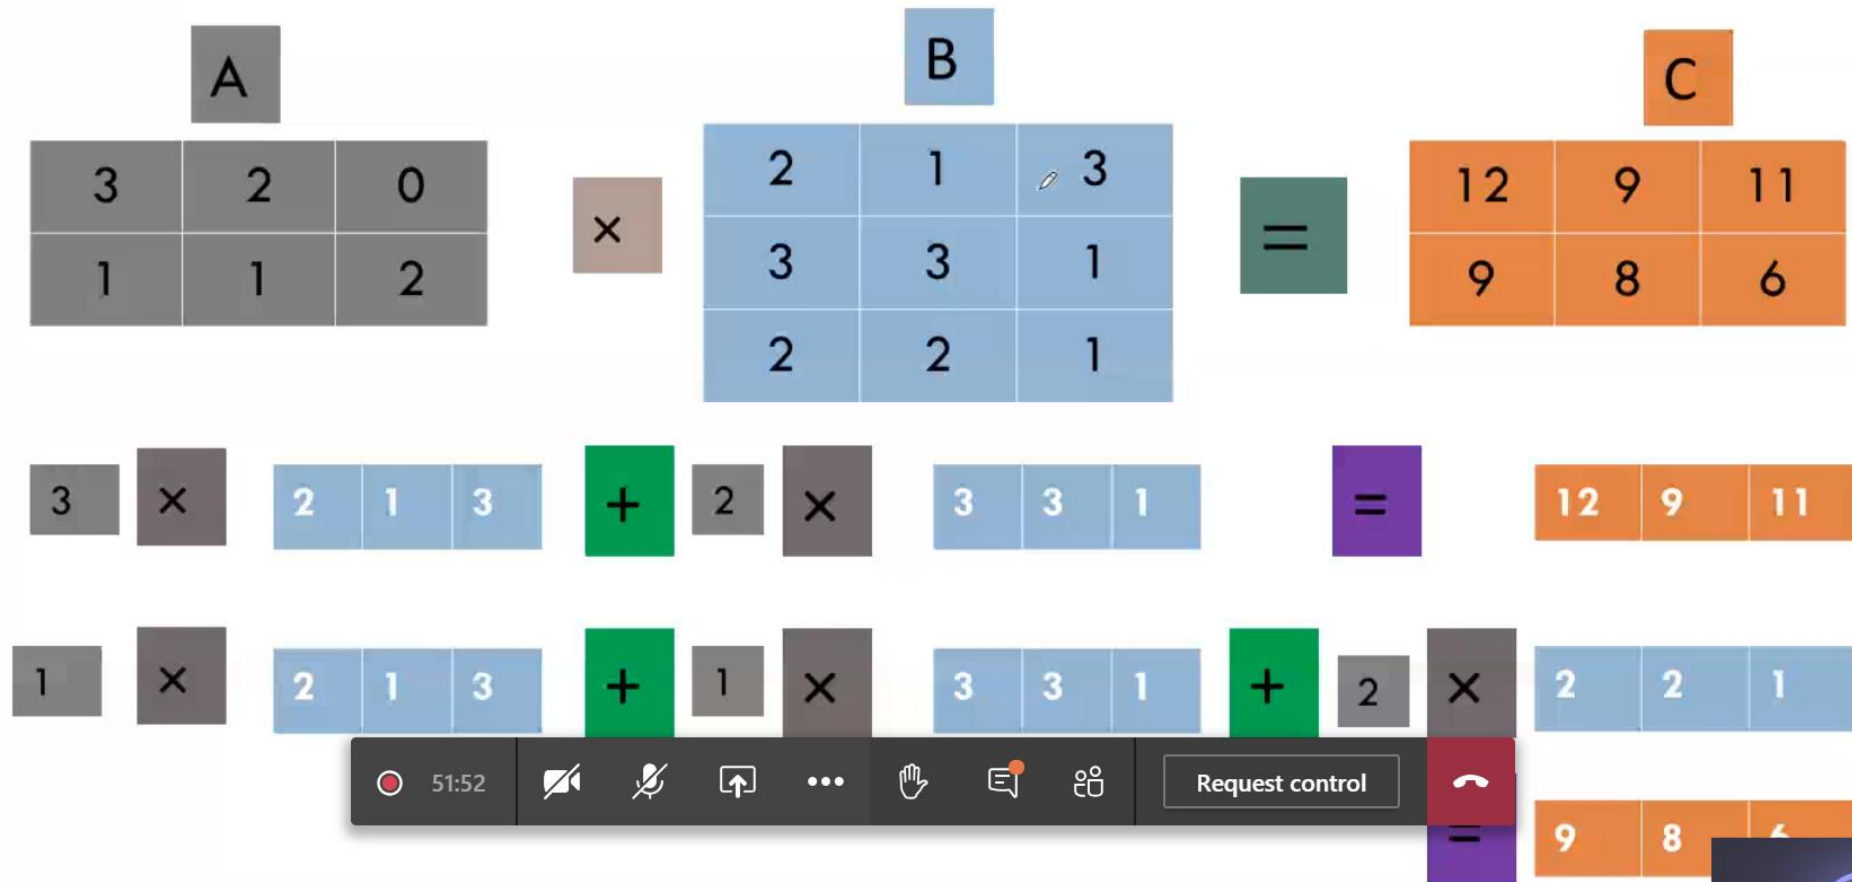 A B C
3 2 0 2 1 3 12 9 11
× =
1 1 2 3 3 1 9 8 6
2 2 1
3 × 2 1 3 + 2 × 3 3 1 = 12 9 11
1 × 2 1 3 + 1 × 3 3 1 + 2 × 2 2 1
51:52 Request control
= 9 8